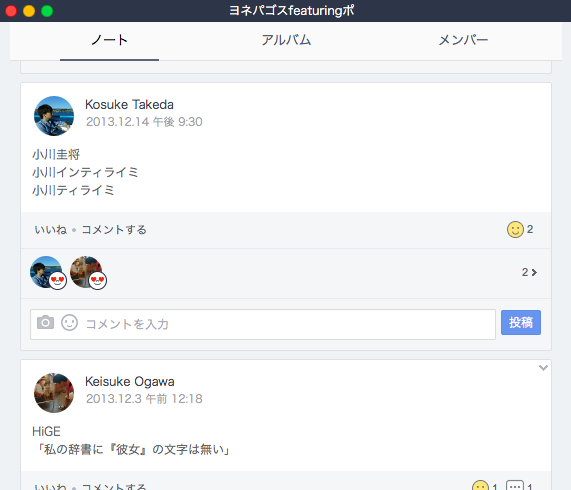 ヨネパゴスfeaturingポ
ノート
アルバム
メンバー
Kosuke Takeda
2013.12.14 午後 9:30
小川圭将
小川インティライミ
小川ティライミ
いいね • コメントする
2
2
コメントを入力
投稿
Keisuke Ogawa
2013.12.3 午前 12:18
HiGE
「私の辞書に『彼女』の文字は無い」
いいね • コメントする
1
1